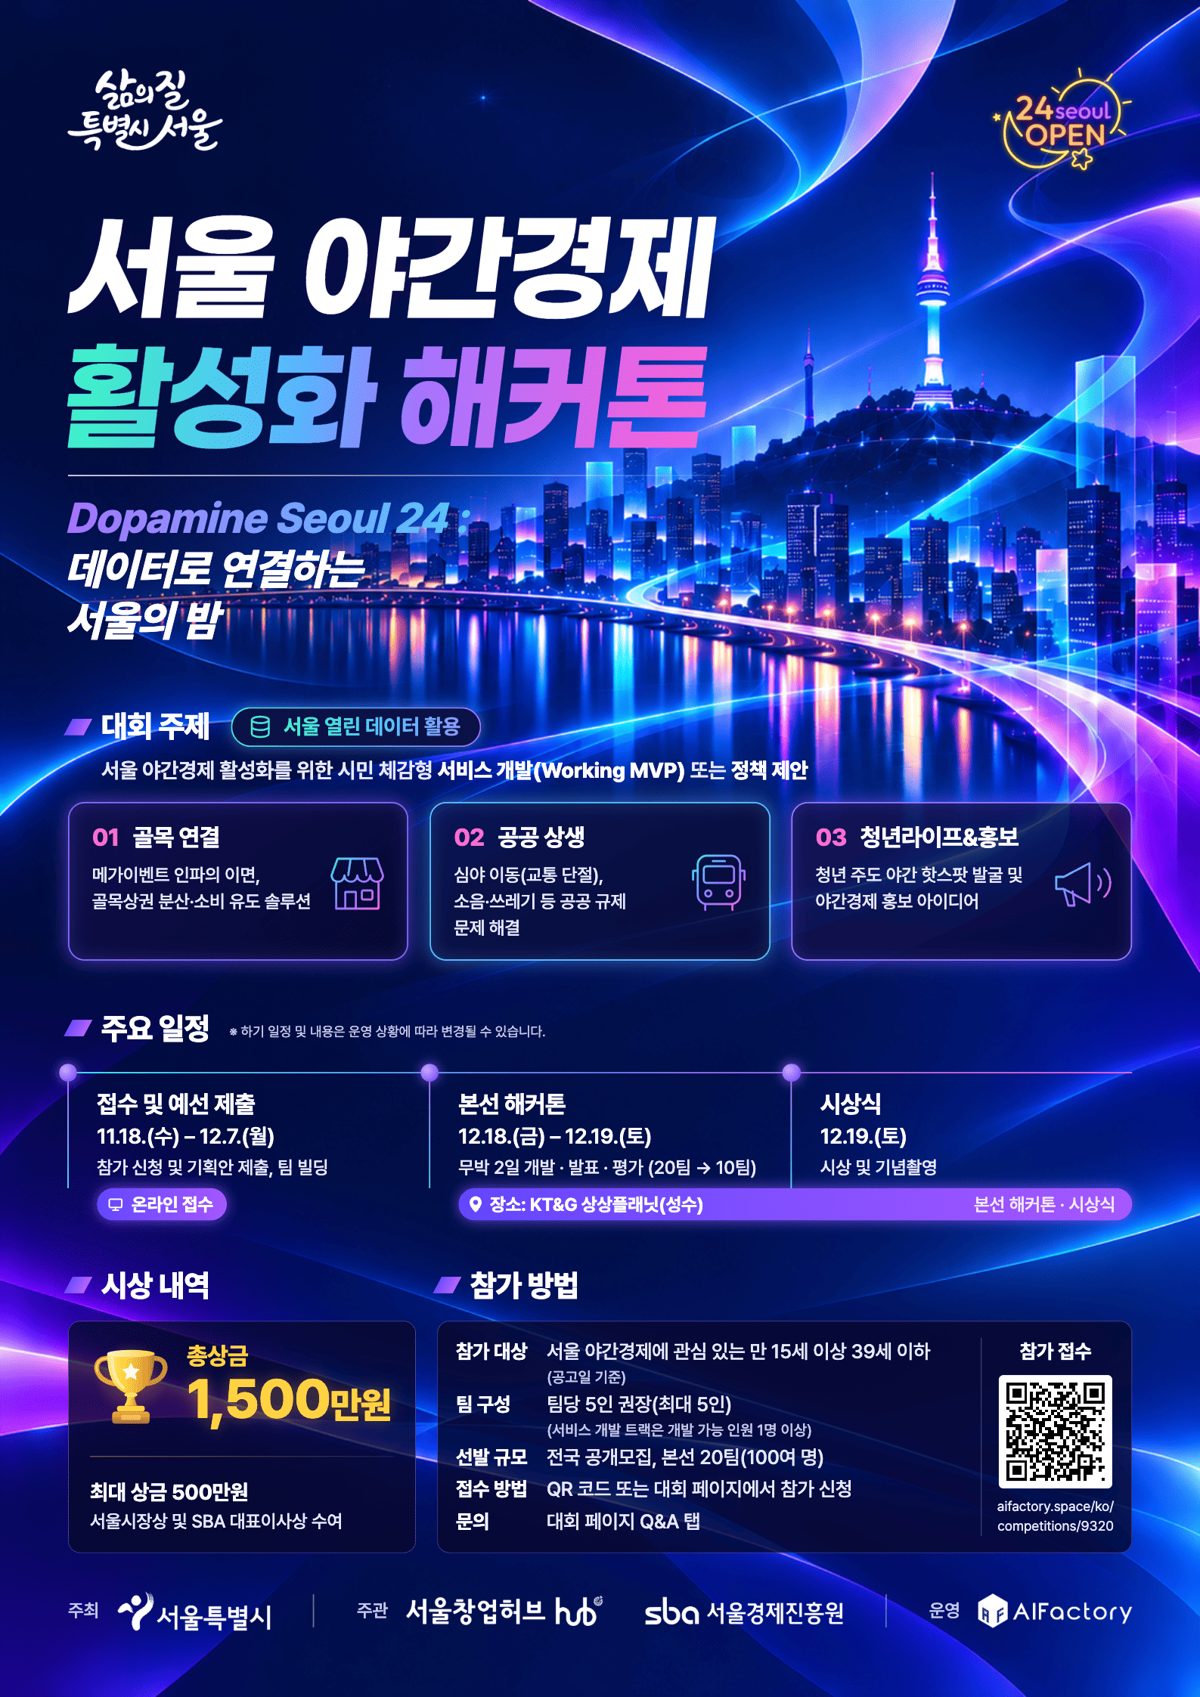 삶의질
특별시 서울
24 seoul
OPEN
서울 야간경제
활성화 해커톤
Dopamine Seoul 24 :
데이터로 연결하는
서울의 밤
대회 주제
서울 열린 데이터 활용
서울 야간경제 활성화를 위한 시민 체감형 서비스 개발(Working MVP) 또는 정책 제안
01 골목 연결
메가이벤트 인파의 이면,
골목상권 분산·소비 유도 솔루션
02 공공 상생
심야 이동(교통 단절),
소음·쓰레기 등 공공 규제
문제 해결
03 청년라이프&홍보
청년 주도 야간 핫스팟 발굴 및
야간경제 홍보 아이디어
주요 일정
※ 하기 일정 및 내용은 운영 상황에 따라 변경될 수 있습니다.
접수 및 예선 제출
11.18.(수) – 12.7.(월)
참가 신청 및 기획안 제출, 팀 빌딩
온라인 접수
본선 해커톤
12.18.(금) – 12.19.(토)
무박 2일 개발 · 발표 · 평가 (20팀 → 10팀)
시상식
12.19.(토)
시상 및 기념촬영
장소: KT&G 상상플래닛(성수)
본선 해커톤 · 시상식
시상 내역
총상금
1,500만원
최대 상금 500만원
서울시장상 및 SBA 대표이사상 수여
참가 방법
참가 대상 서울 야간경제에 관심 있는 만 15세 이상 39세 이하
(공고일 기준)
팀 구성 팀당 5인 권장(최대 5인)
(서비스 개발 트랙은 개발 가능 인원 1명 이상)
선발 규모 전국 공개모집, 본선 20팀(100여 명)
접수 방법 QR 코드 또는 대회 페이지에서 참가 신청
문의 대회 페이지 Q&A 탭
참가 접수
aifactory.space/ko/
competitions/9320
주최 서울특별시
주관 서울창업허브 hub
sba 서울경제진흥원
운영 AIFactory